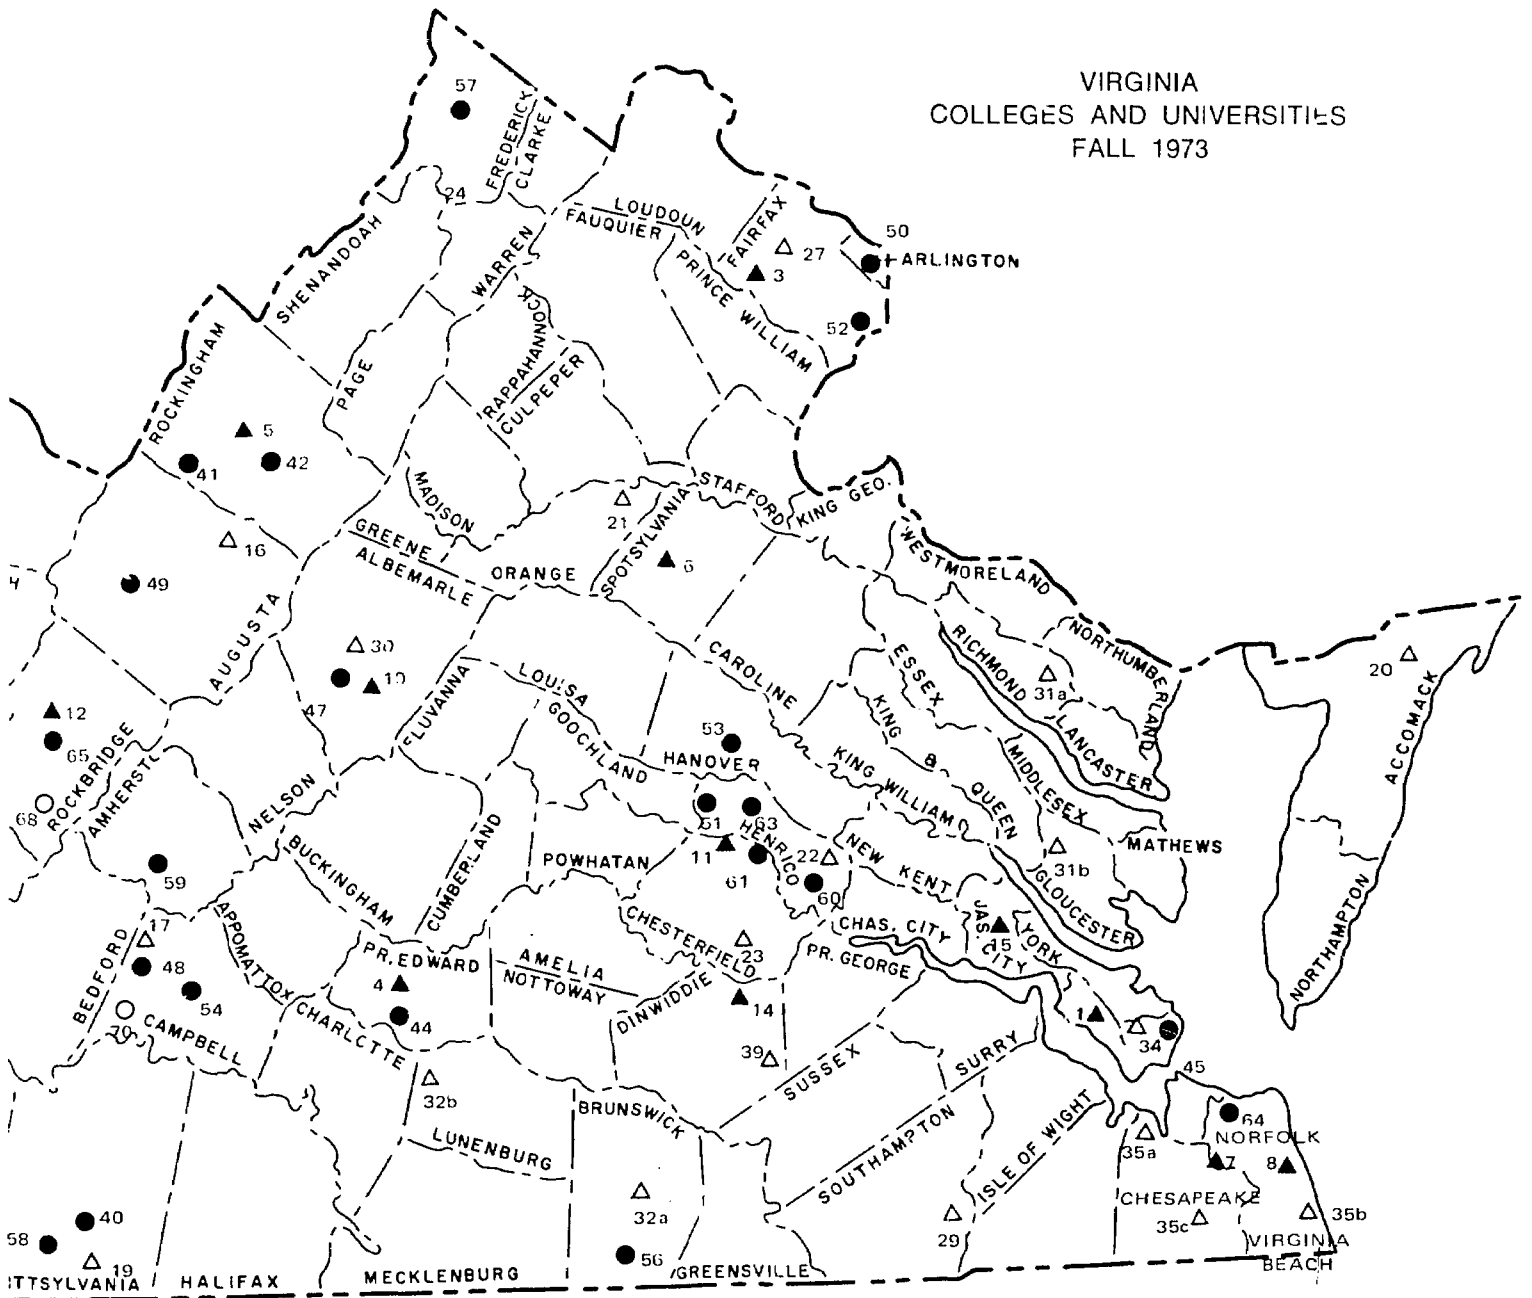 VIRGINIA
COLLEGES AND UNIVERSITIES
FALL 1973
57
FREDERICK
CLARKE
24
SHENANDOAH
LOUDOUN
FAUQUIER
FAIRFAX
27
3
50
ARLINGTON
WARREN
PRINCE WILLIAM
52
ROCKINGHAM
PAGE
RAPPAHANNOCK
CULPEPER
5
41
42
MADISON
21
STAFFORD
KING GEO.
16
GREENE
ALBEMARLE
ORANGE
SPOTSYLVANIA
6
WESTMORELAND
49
AUGUSTA
30
10
47
FLUVANNA
LOUISA
GOOCHLAND
CAROLINE
ESSEX
RICHMOND
31a
NORTHUMBERLAND
LANCASTER
20
ACCOMACK
12
65
ROCKBRIDGE
68
AMHERST
NELSON
53
HANOVER
KING & QUEEN
KING WILLIAM
MIDDLESEX
MATHEWS
51
63
HENRICO
11
61
22
60
NEW KENT
31b
GLOUCESTER
59
BUCKINGHAM
CUMBERLAND
POWHATAN
CHESTERFIELD
23
CHAS. CITY
JAS. CITY
15
YORK
NORTHAMPTON
17
BEDFORD
48
54
APPOMATTOX
PR. EDWARD
4
44
AMELIA
NOTTOWAY
DINWIDDIE
14
PR. GEORGE
CAMPBELL
CHARLOTTE
39
1
34
45
SUSSEX
SURRY
32b
BRUNSWICK
LUNENBURG
SOUTHAMPTON
ISLE OF WIGHT
64
NORFOLK
35a
7
8
CHESAPEAKE
35c
35b
VIRGINIA
BEACH
40
58
19
32a
56
29
ITTSYLVANIA
HALIFAX
MECKLENBURG
GREENSVILLE